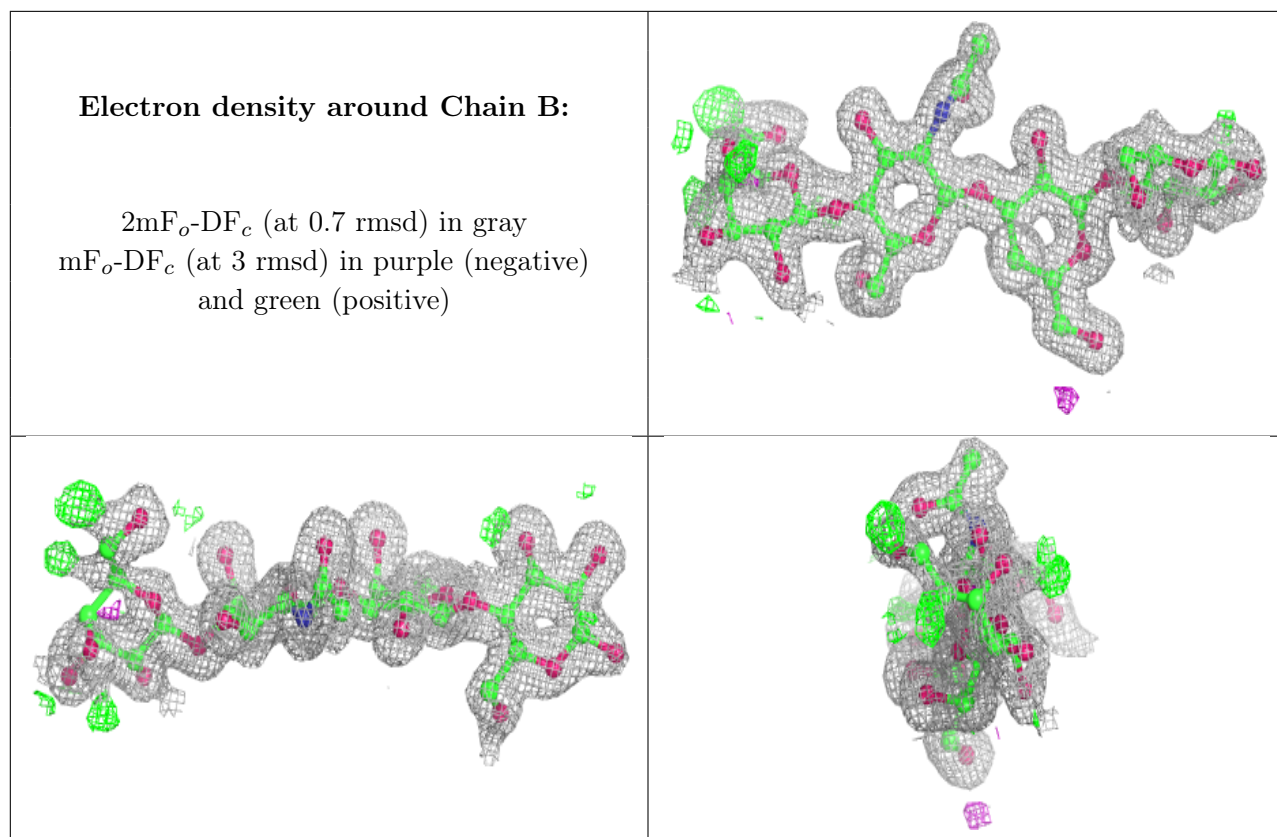 Electron density around Chain B:
2mFₒ-DF𝒸 (at 0.7 rmsd) in gray
mFₒ-DF𝒸 (at 3 rmsd) in purple (negative)
and green (positive)